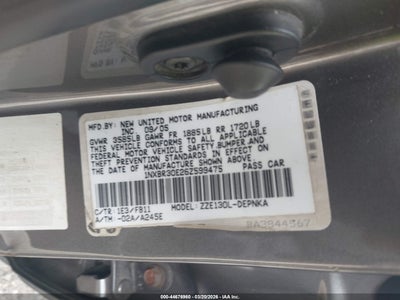 MFD. BY: NEW UNITED MOTOR MANUFACTURING
INC. 09/05
GVWR 3585LB GAWR FR 1885LB RR 1720LB
THIS VEHICLE CONFORMS TO ALL APPLICABLE
FEDERAL MOTOR VEHICLE SAFETY,BUMPER, AND
THEFT PREVENTION STANDARDS IN EFFECT ON
THE DATE OF MANUFACTURE SHOWN ABOVE.
1NXBR30E26Z599475 PASS CAR
C/TR: 1E3/FB11 MODEL: ZZE130L-DEPNKA
A/TM: -02A/A245E
000-44676960 | 03/20/2026 - IAA Holdings, LLC